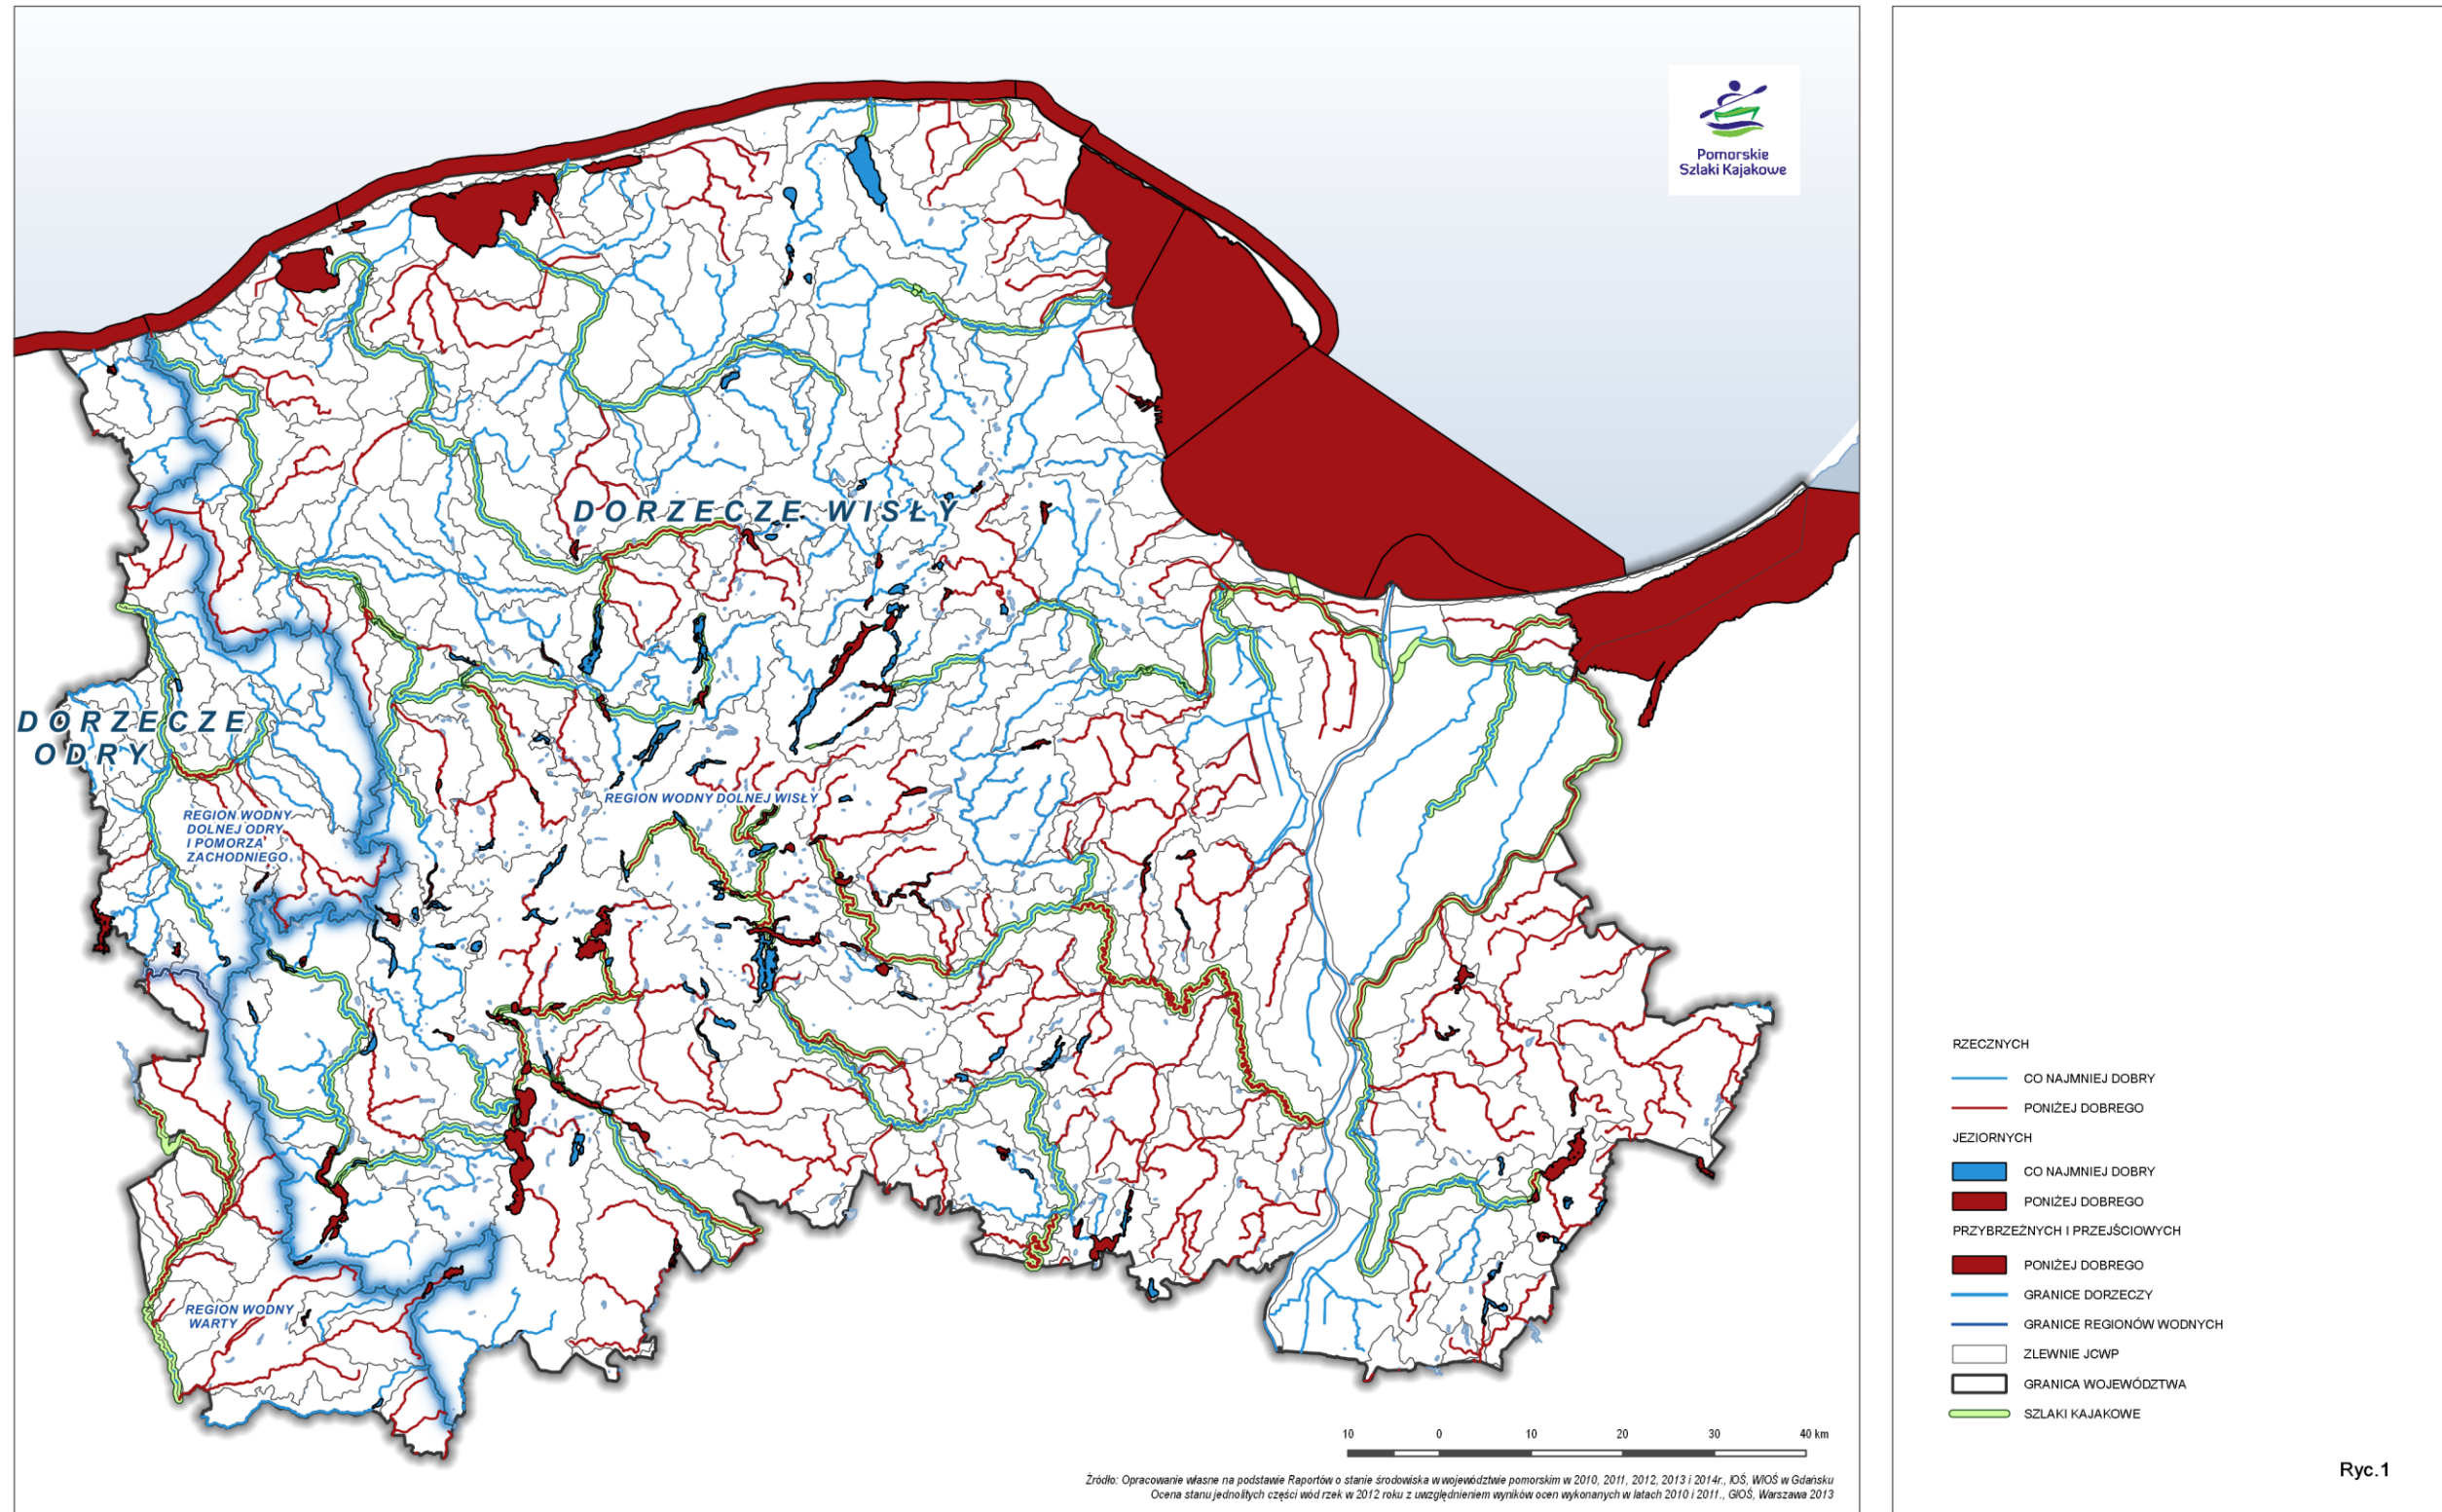 Pomorskie
Szlaki Kajakowe
DORZECZE WISŁY
DORZECZE
ODRY
REGION WODNY DOLNEJ WISŁY
REGION WODNY
DOLNEJ ODRY
I POMORZA
ZACHODNIEGO
REGION WODNY
WARTY
RZECZNYCH
CO NAJMNIEJ DOBRY
PONIŻEJ DOBREGO
JEZIORNYCH
CO NAJMNIEJ DOBRY
PONIŻEJ DOBREGO
PRZYBRZEŻNYCH I PRZEJŚCIOWYCH
PONIŻEJ DOBREGO
GRANICE DORZECZY
GRANICE REGIONÓW WODNYCH
ZLEWNIE JCWP
GRANICA WOJEWÓDZTWA
SZLAKI KAJAKOWE
10 0 10 20 30 40 km
Źródło: Opracowanie własne na podstawie Raportów o stanie środowiska w województwie pomorskim w 2010, 2011, 2012, 2013 i 2014r., IOŚ, WIOŚ w Gdańsku
Ocena stanu jednolitych części wód rzek w 2012 roku z uwzględnieniem wyników ocen wykonanych w latach 2010 i 2011., GIOŚ, Warszawa 2013
Ryc.1